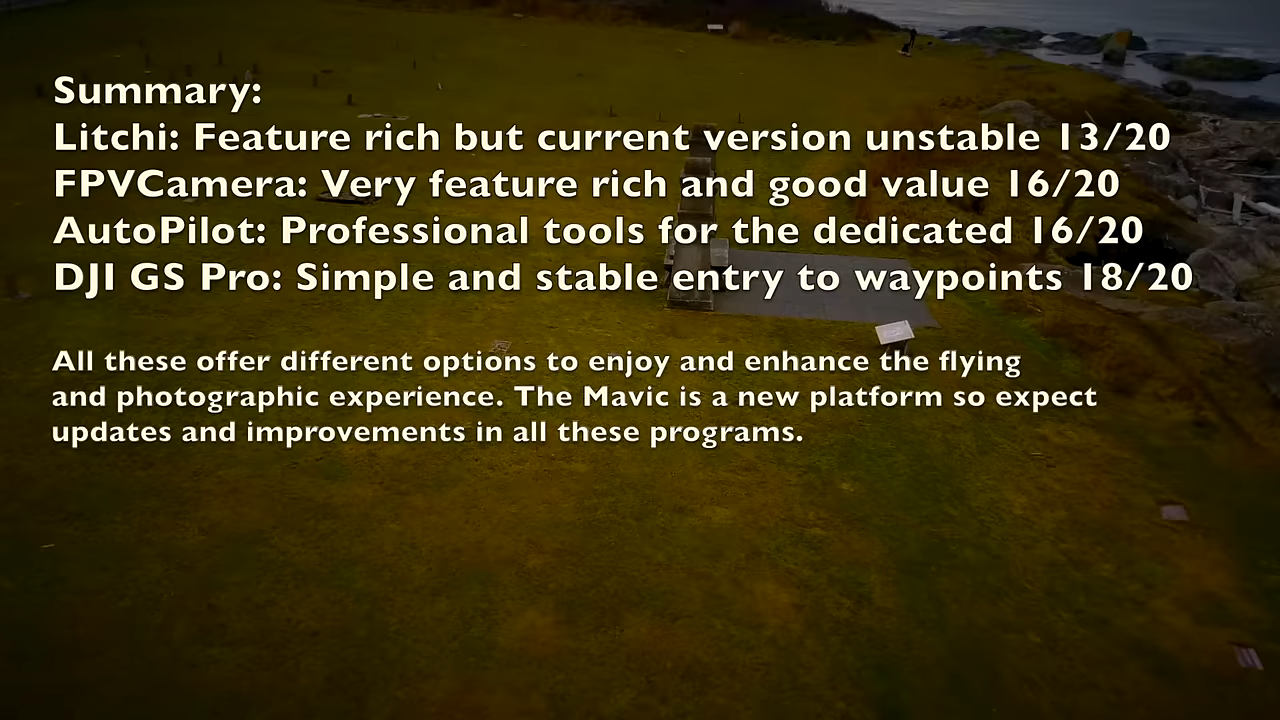 Summary:
Litchi: Feature rich but current version unstable 13/20
FPVCamera: Very feature rich and good value 16/20
AutoPilot: Professional tools for the dedicated 16/20
DJI GS Pro: Simple and stable entry to waypoints 18/20
All these offer different options to enjoy and enhance the flying
and photographic experience. The Mavic is a new platform so expect
updates and improvements in all these programs.